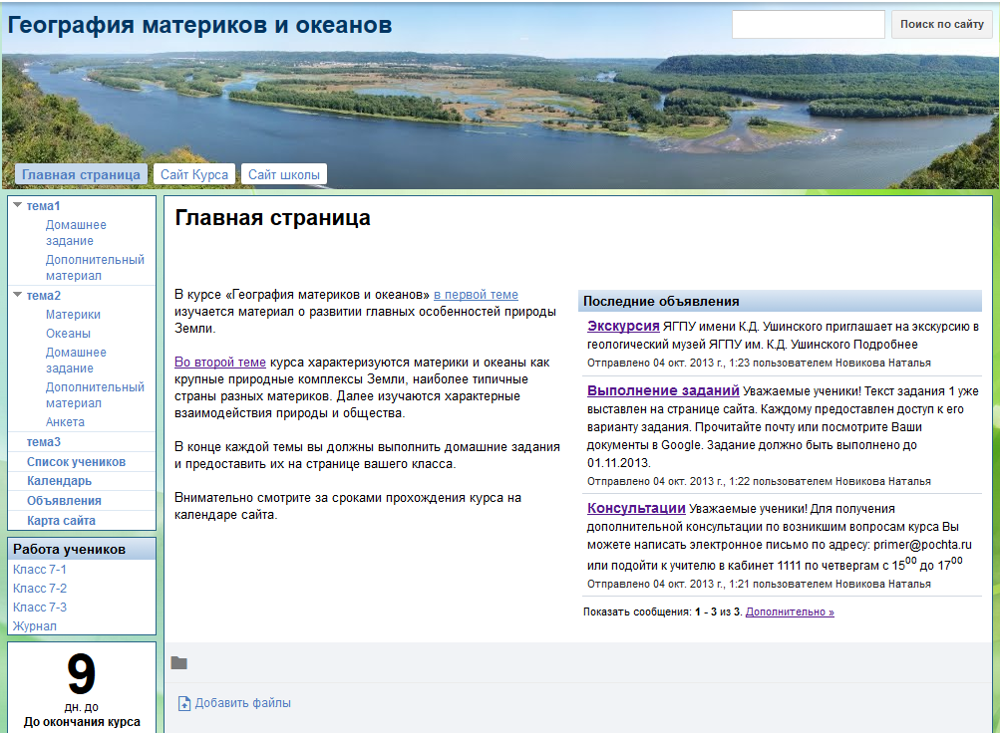 География материков и океанов
Поиск по сайту
Главная страница
Сайт Курса
Сайт школы
тема1
Домашнее
задание
Дополнительный
материал
тема2
Материки
Океаны
Домашнее
задание
Дополнительный
материал
Анкета
тема3
Список учеников
Календарь
Объявления
Карта сайта
Работа учеников
Класс 7-1
Класс 7-2
Класс 7-3
Журнал
9
дн. до
До окончания курса
Главная страница
В курсе «География материков и океанов» в первой теме
изучается материал о развитии главных особенностей природы
Земли.
Во второй теме курса характеризуются материки и океаны как
крупные природные комплексы Земли, наиболее типичные
страны разных материков. Далее изучаются характерные
взаимодействия природы и общества.
В конце каждой темы вы должны выполнить домашние задания
и предоставить их на странице вашего класса.
Внимательно смотрите за сроками прохождения курса на
календаре сайта.
Последние объявления
Экскурсия ЯГПУ имени К.Д. Ушинского приглашает на экскурсию в
геологический музей ЯГПУ им. К.Д. Ушинского Подробнее
Отправлено 04 окт. 2013 г., 1:23 пользователем Новикова Наталья
Выполнение заданий Уважаемые ученики! Текст задания 1 уже
выставлен на странице сайта. Каждому предоставлен доступ к его
варианту задания. Прочитайте почту или посмотрите Ваши
документы в Google. Задание должно быть выполнено до
01.11.2013.
Отправлено 04 окт. 2013 г., 1:22 пользователем Новикова Наталья
Консультации Уважаемые ученики! Для получения
дополнительной консультации по возникшим вопросам курса Вы
можете написать электронное письмо по адресу: primer@pochta.ru
или подойти к учителю в кабинет 1111 по четвергам с 15⁰⁰ до 17⁰⁰
Отправлено 04 окт. 2013 г., 1:21 пользователем Новикова Наталья
Показать сообщения: 1 - 3 из 3. Дополнительно »
Добавить файлы